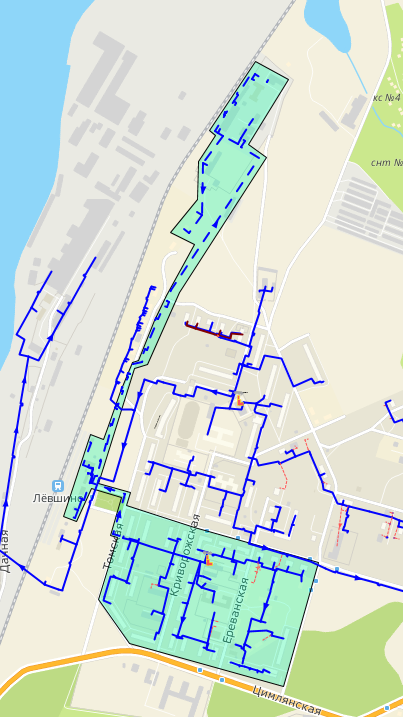 кс №4
снт №
Лёвшино
Дачная
Томская
Криворожская
Ереванская
Цимлянская